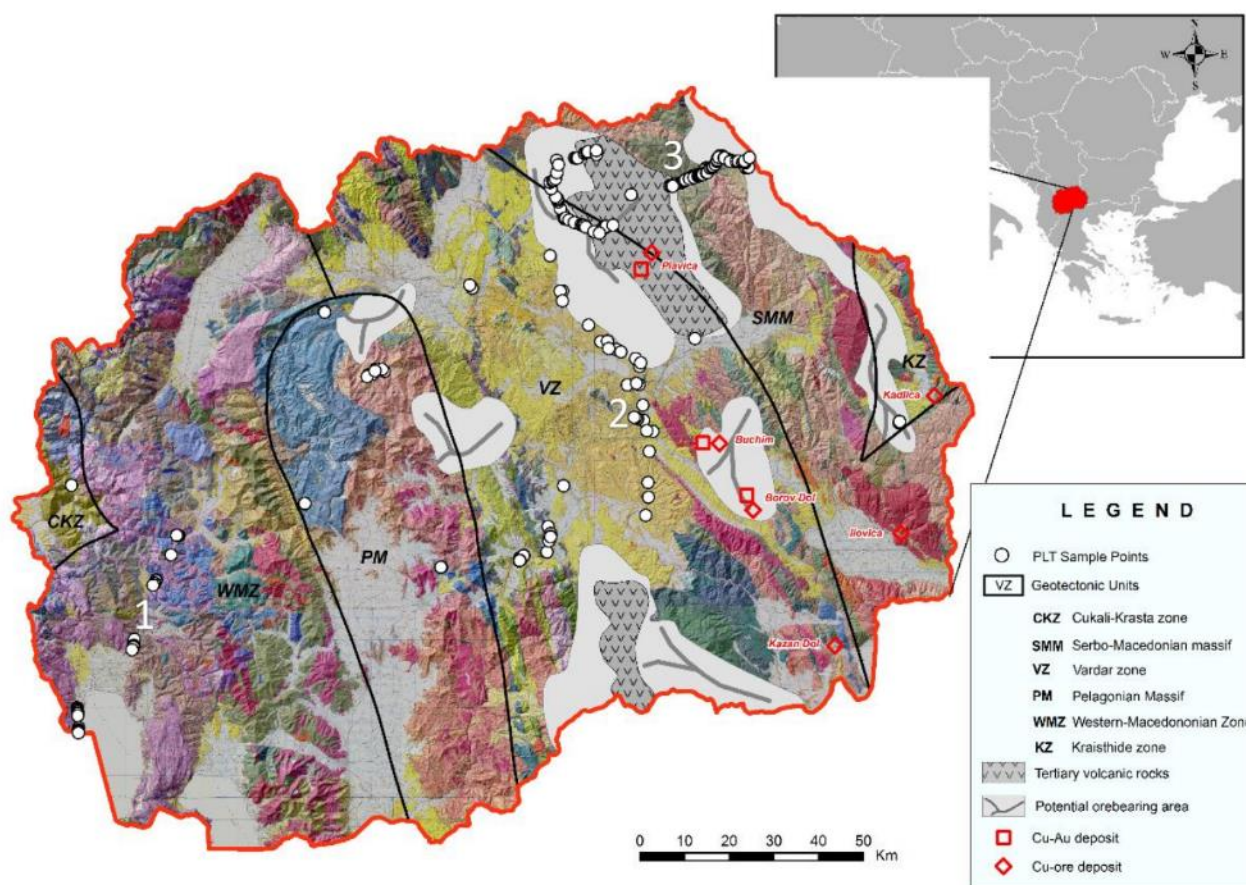 N
W E
S
3
Plavica
SMM
KZ
Kadiica
VZ
2
Buchim
Borov Dol
Ilovica
CKZ
PM
WMZ
1
Kazan Dol
LEGEND
PLT Sample Points
VZ Geotectonic Units
CKZ Cukali-Krasta zone
SMM Serbo-Macedonian massif
VZ Vardar zone
PM Pelagonian Massif
WMZ Western-Macedononian Zone
KZ Kraisthide zone
Tertiary volcanic rocks
Potential orebearing area
Cu-Au deposit
Cu-ore deposit
0 10 20 30 40 50
Km